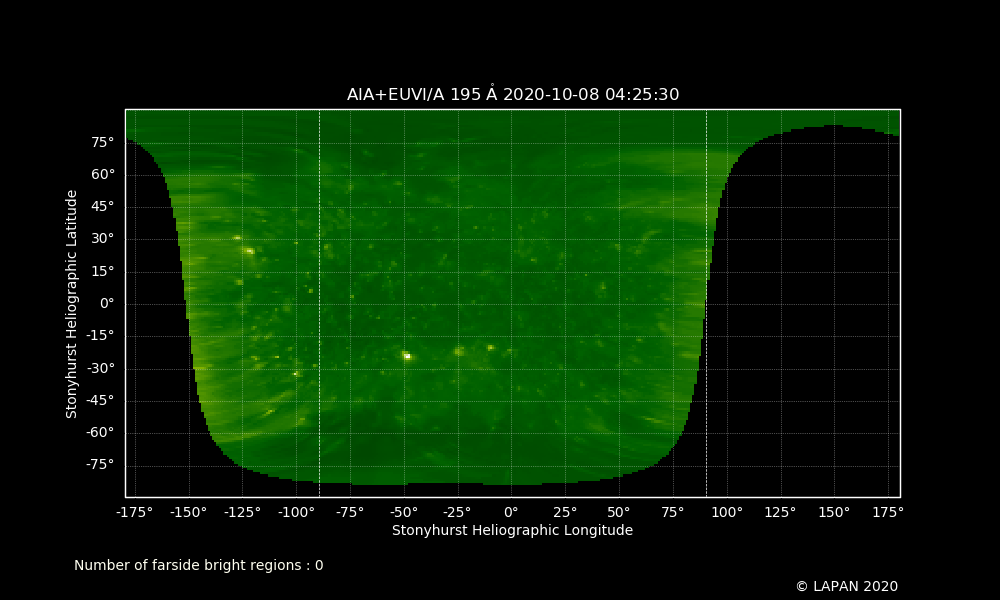 AIA+EUVI/A 195 Å 2020-10-08 04:25:30
75°
60°
45°
30°
15°
0°
-15°
-30°
-45°
-60°
-75°
Stonyhurst Heliographic Latitude
-175° -150° -125° -100° -75° -50° -25° 0° 25° 50° 75° 100° 125° 150° 175°
Stonyhurst Heliographic Longitude
Number of farside bright regions : 0
© LAPAN 2020